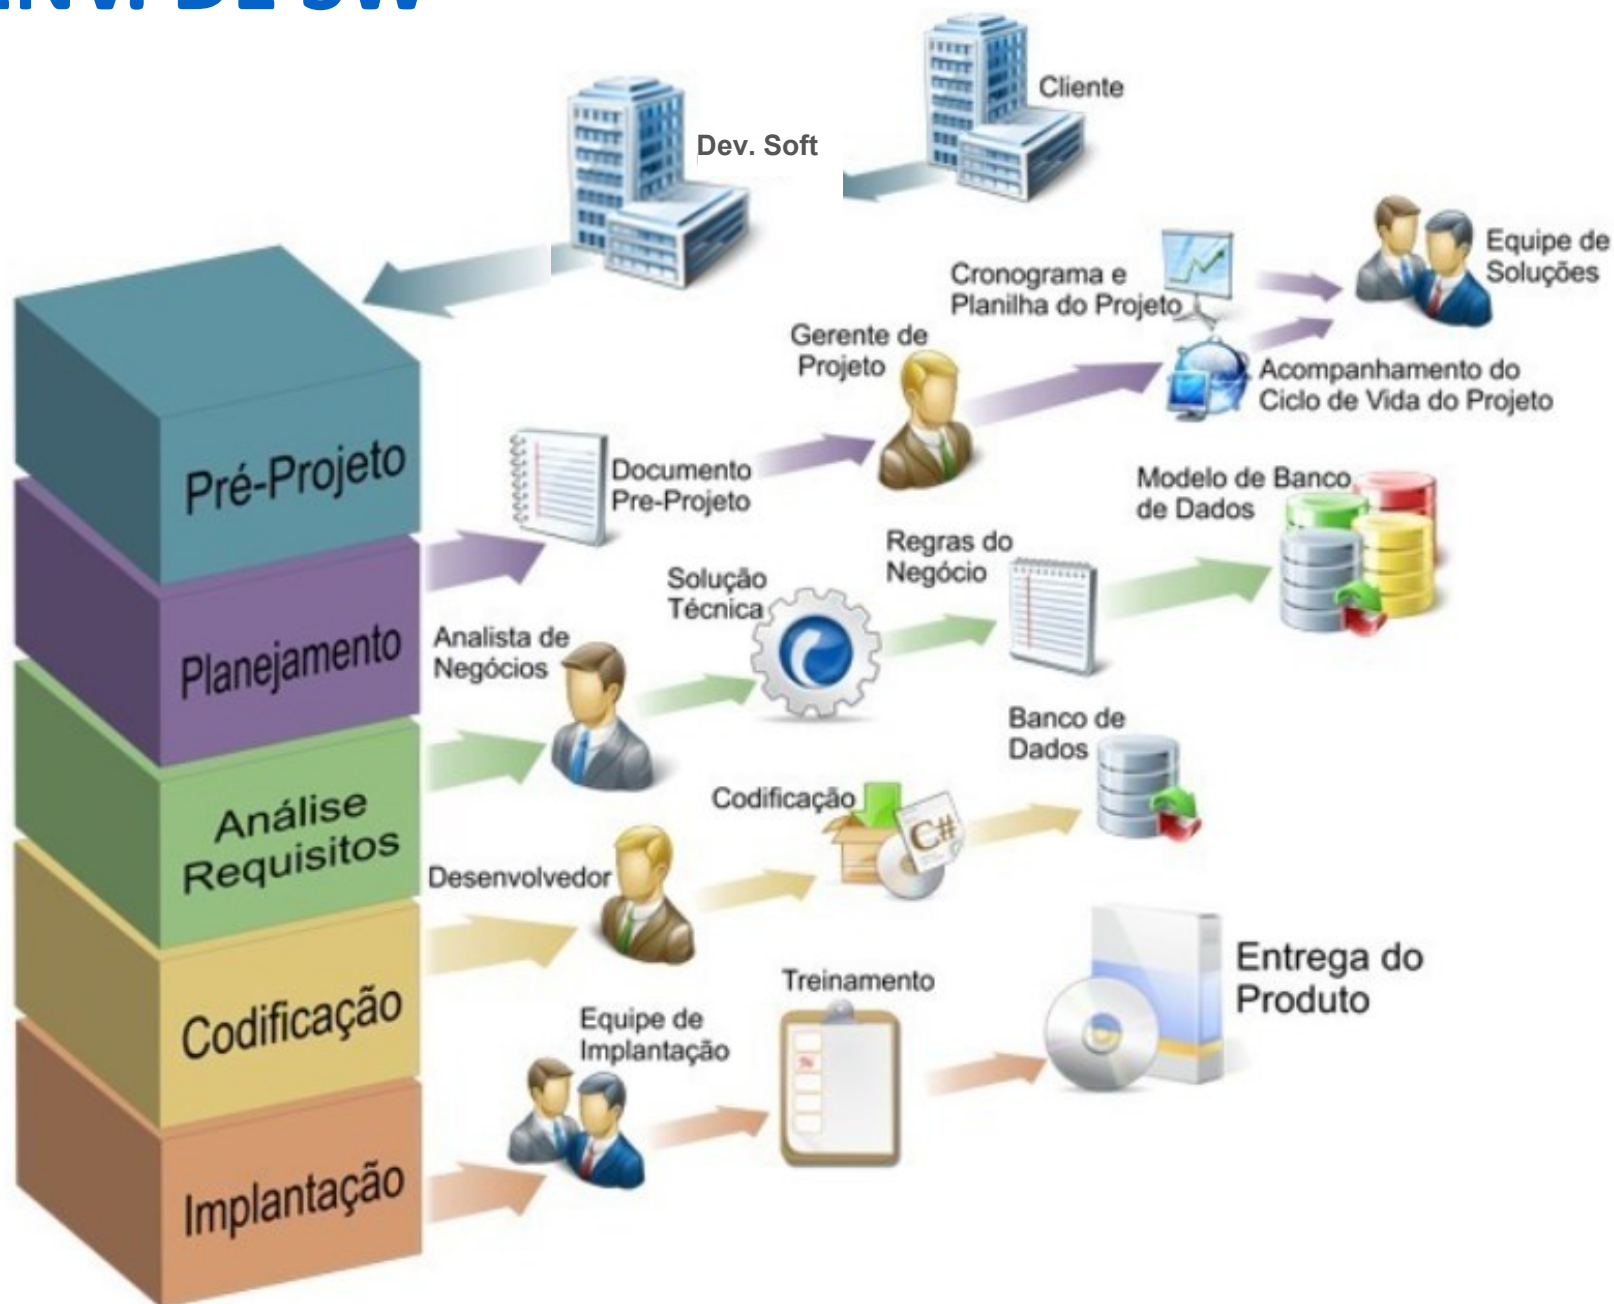 Cliente
Dev. Soft
Equipe de
Soluções
Cronograma e
Planilha do Projeto
Gerente de
Projeto
Acompanhamento do
Ciclo de Vida do Projeto
Pré-Projeto
Documento
Pre-Projeto
Modelo de Banco
de Dados
Regras do
Negócio
Solução
Técnica
Planejamento
Analista de
Negócios
Banco de
Dados
Análise
Requisitos
Codificação
C#
Desenvolvedor
Entrega do
Produto
Treinamento
Codificação
Equipe de
Implantação
%
Implantação